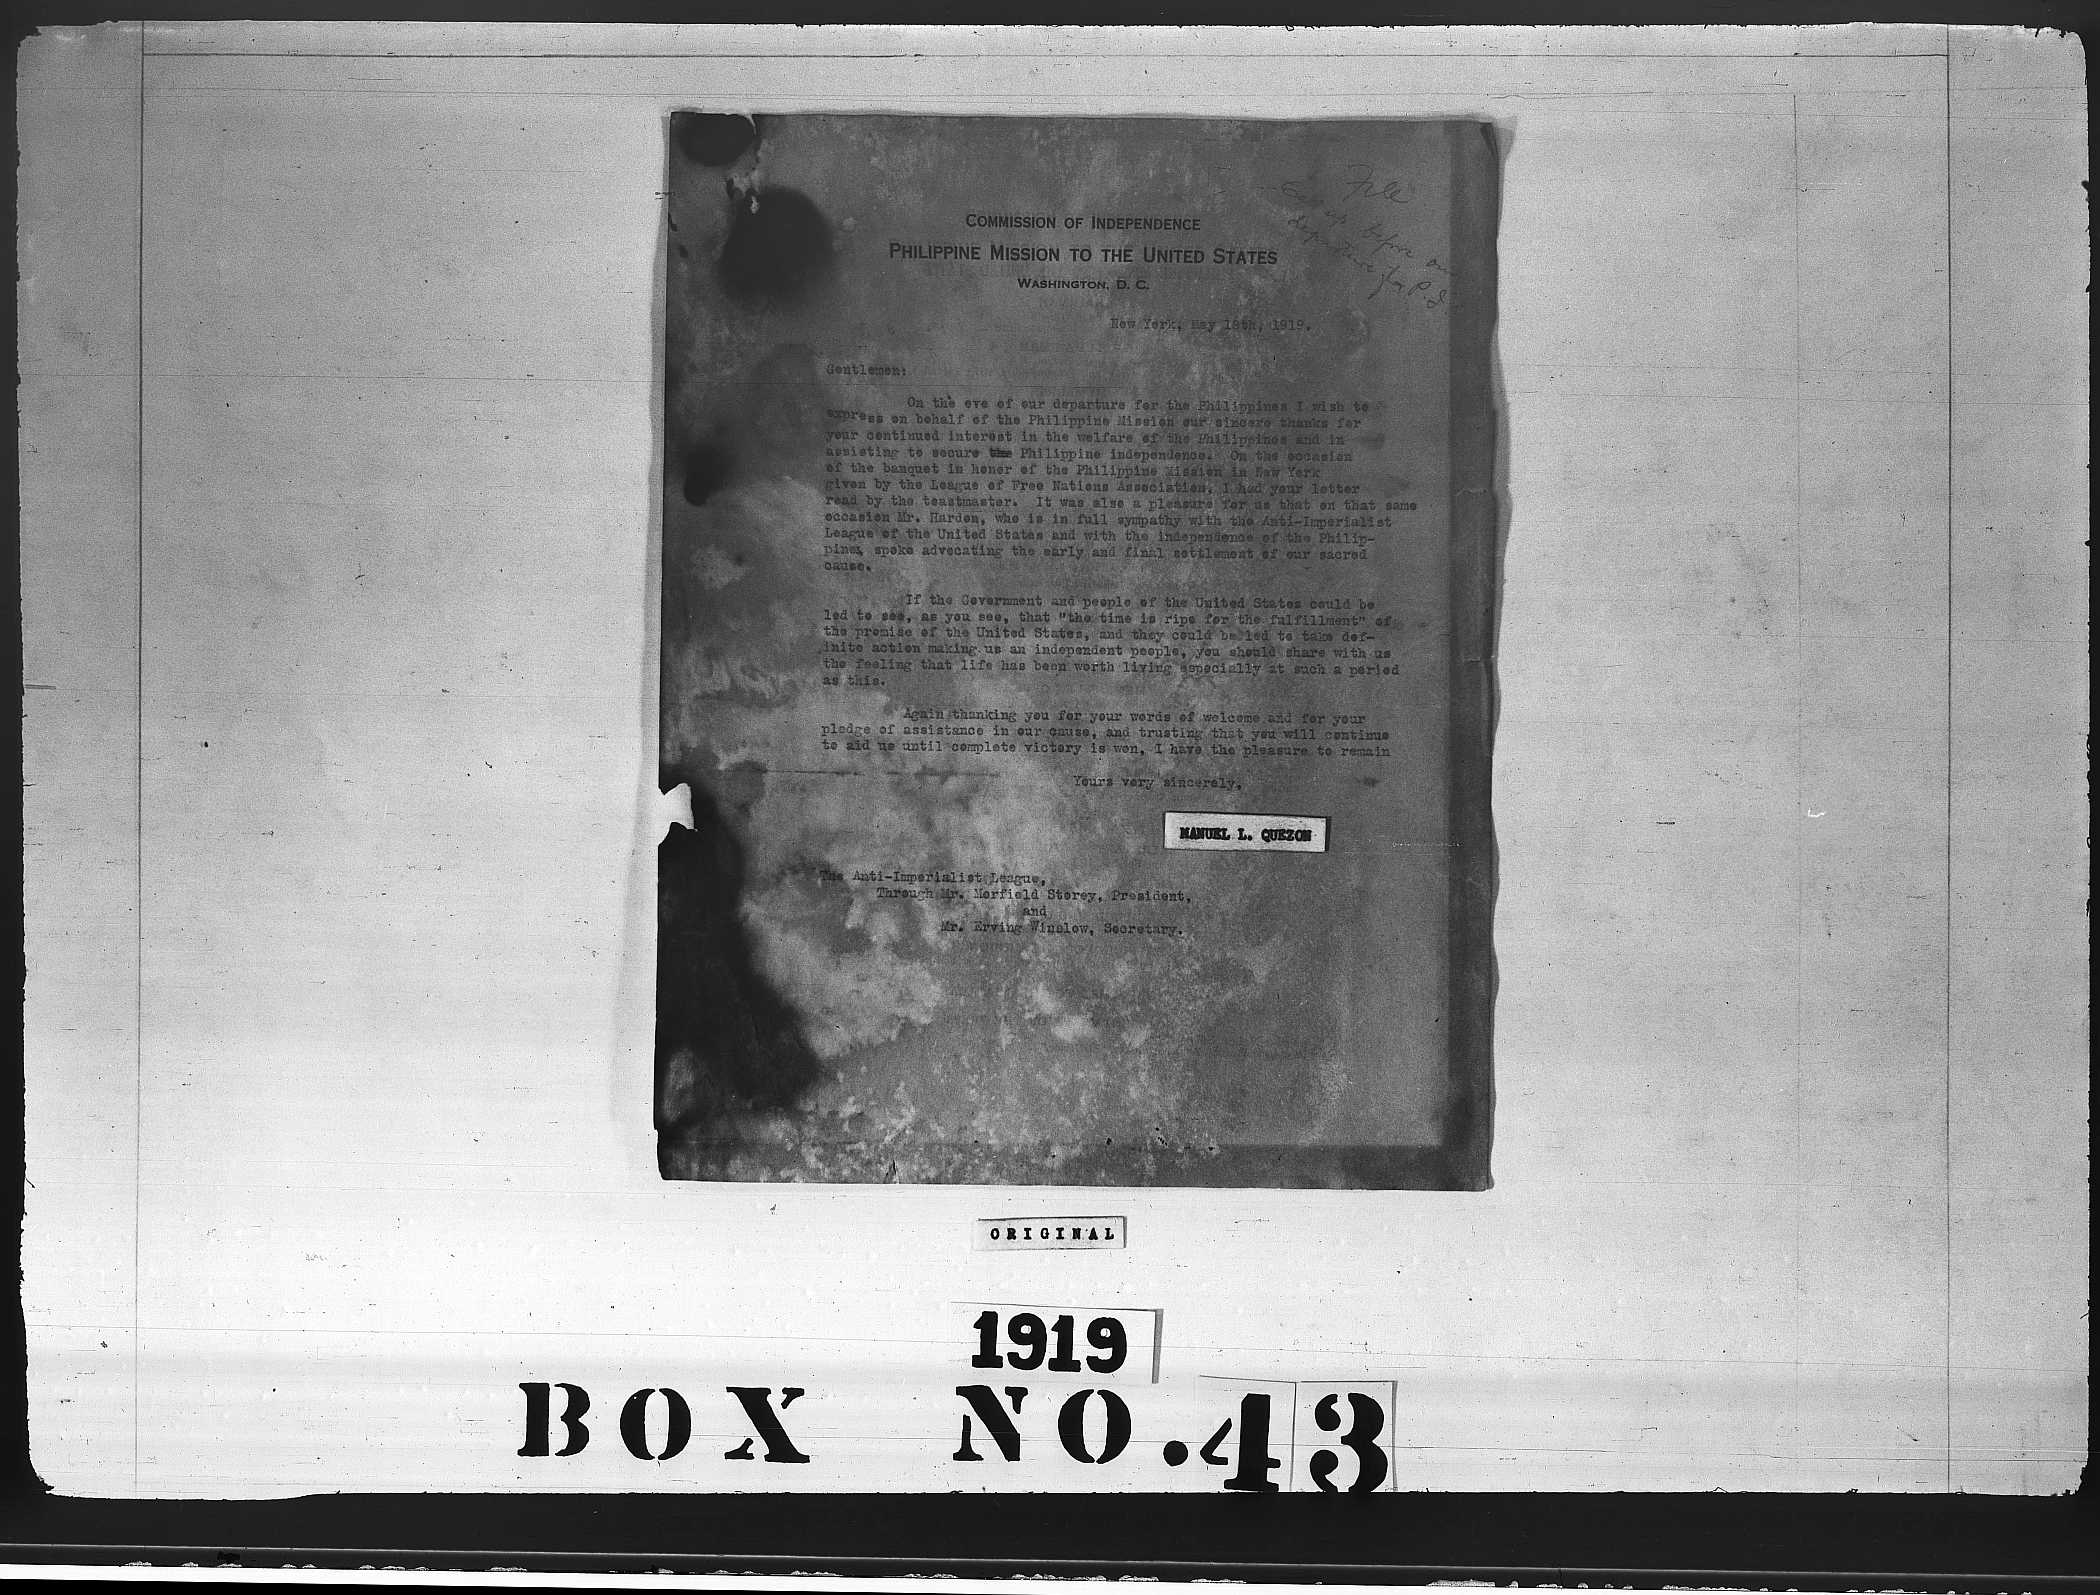 File
before our
departure for P.I.
COMMISSION OF INDEPENDENCE
PHILIPPINE MISSION TO THE UNITED STATES
WASHINGTON, D. C.
New York, May 18th, 1919.
Gentlemen:
On the eve of our departure for the Philippines I wish to
express on behalf of the Philippine Mission our sincere thanks for
your continued interest in the welfare of the Philippines and in
assisting to secure the Philippine independence. On the occasion
of the banquet in honor of the Philippine Mission in New York
given by the League of Free Nations Association, I had your letter
read by the toastmaster. It was also a pleasure for us that on that same
occasion Mr. Harden, who is in full sympathy with the Anti-Imperialist
League of the United States and with the independence of the Philip-
pines, spoke advocating the early and final settlement of our sacred
cause.
If the Government and people of the United States could be
led to see, as you see, that "the time is ripe for the fulfillment" of
the promise of the United States, and they could be led to take def-
inite action making us an independent people, you should share with us
the feeling that life has been worth living especially at such a period
as this.
Again thanking you for your words of welcome and for your
pledge of assistance in our cause, and trusting that you will continue
to aid us until complete victory is won, I have the pleasure to remain
Yours very sincerely,
MANUEL L. QUEZON
The Anti-Imperialist League,
Through Mr. Morfield Storey, President,
and
Mr. Erving Winslow, Secretary.
ORIGINAL
1919
BOX NO. 43